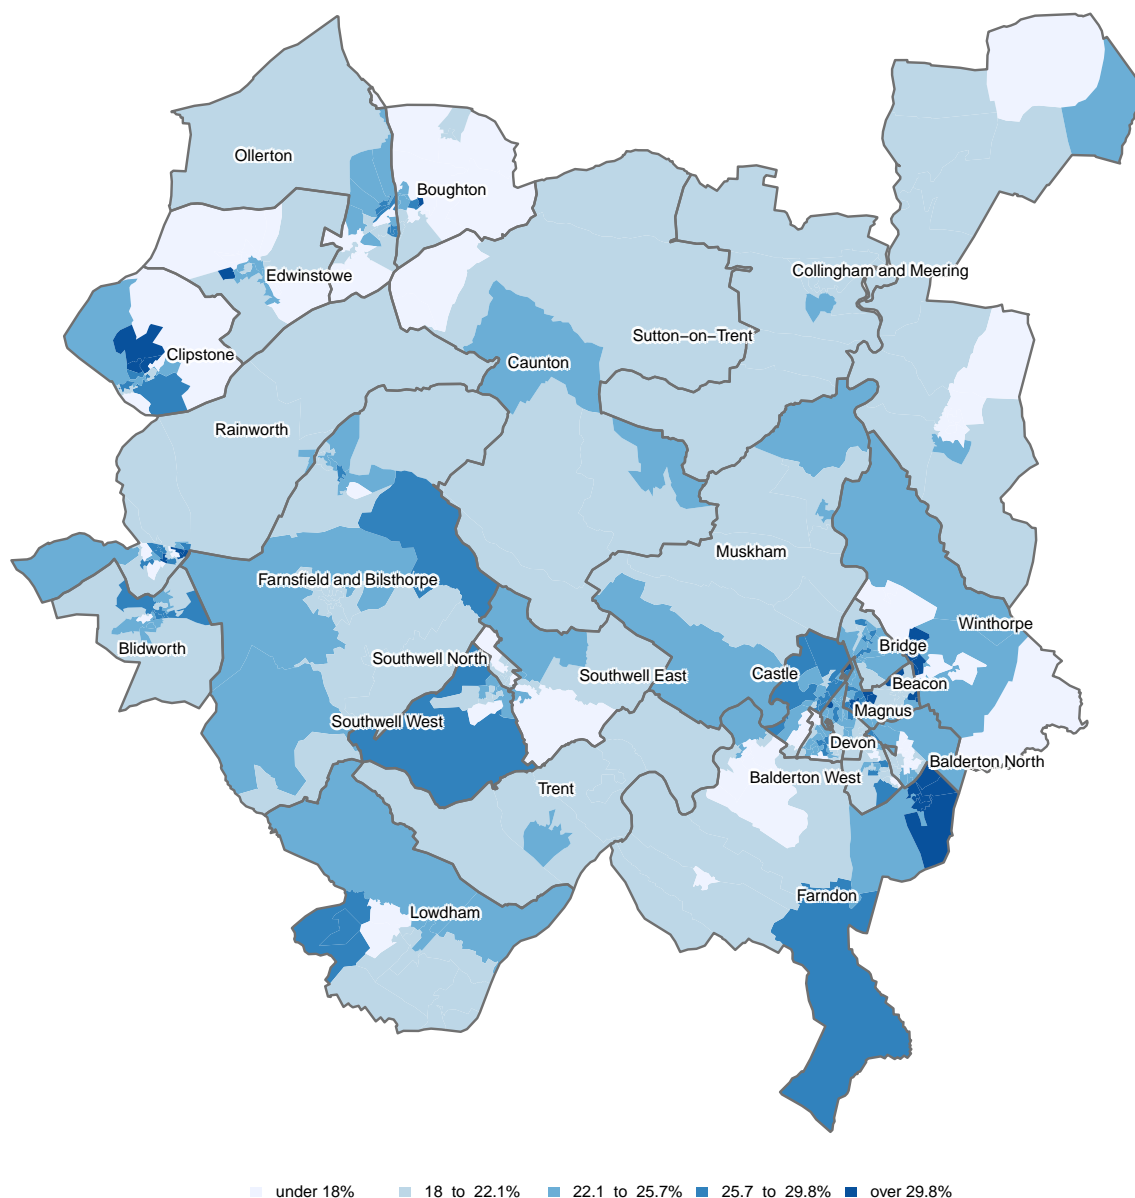 Ollerton
Boughton
Edwinstowe
Collingham and Meering
Sutton−on−Trent
Clipstone
Caunton
Rainworth
Muskham
Farnsfield and Bilsthorpe
Winthorpe
Blidworth
Bridge
Southwell North
Southwell East
Castle
Beacon
Magnus
Southwell West
Devon
Balderton North
Balderton West
Trent
Farndon
Lowdham
under 18%
18 to 22.1%
22.1 to 25.7%
25.7 to 29.8%
over 29.8%